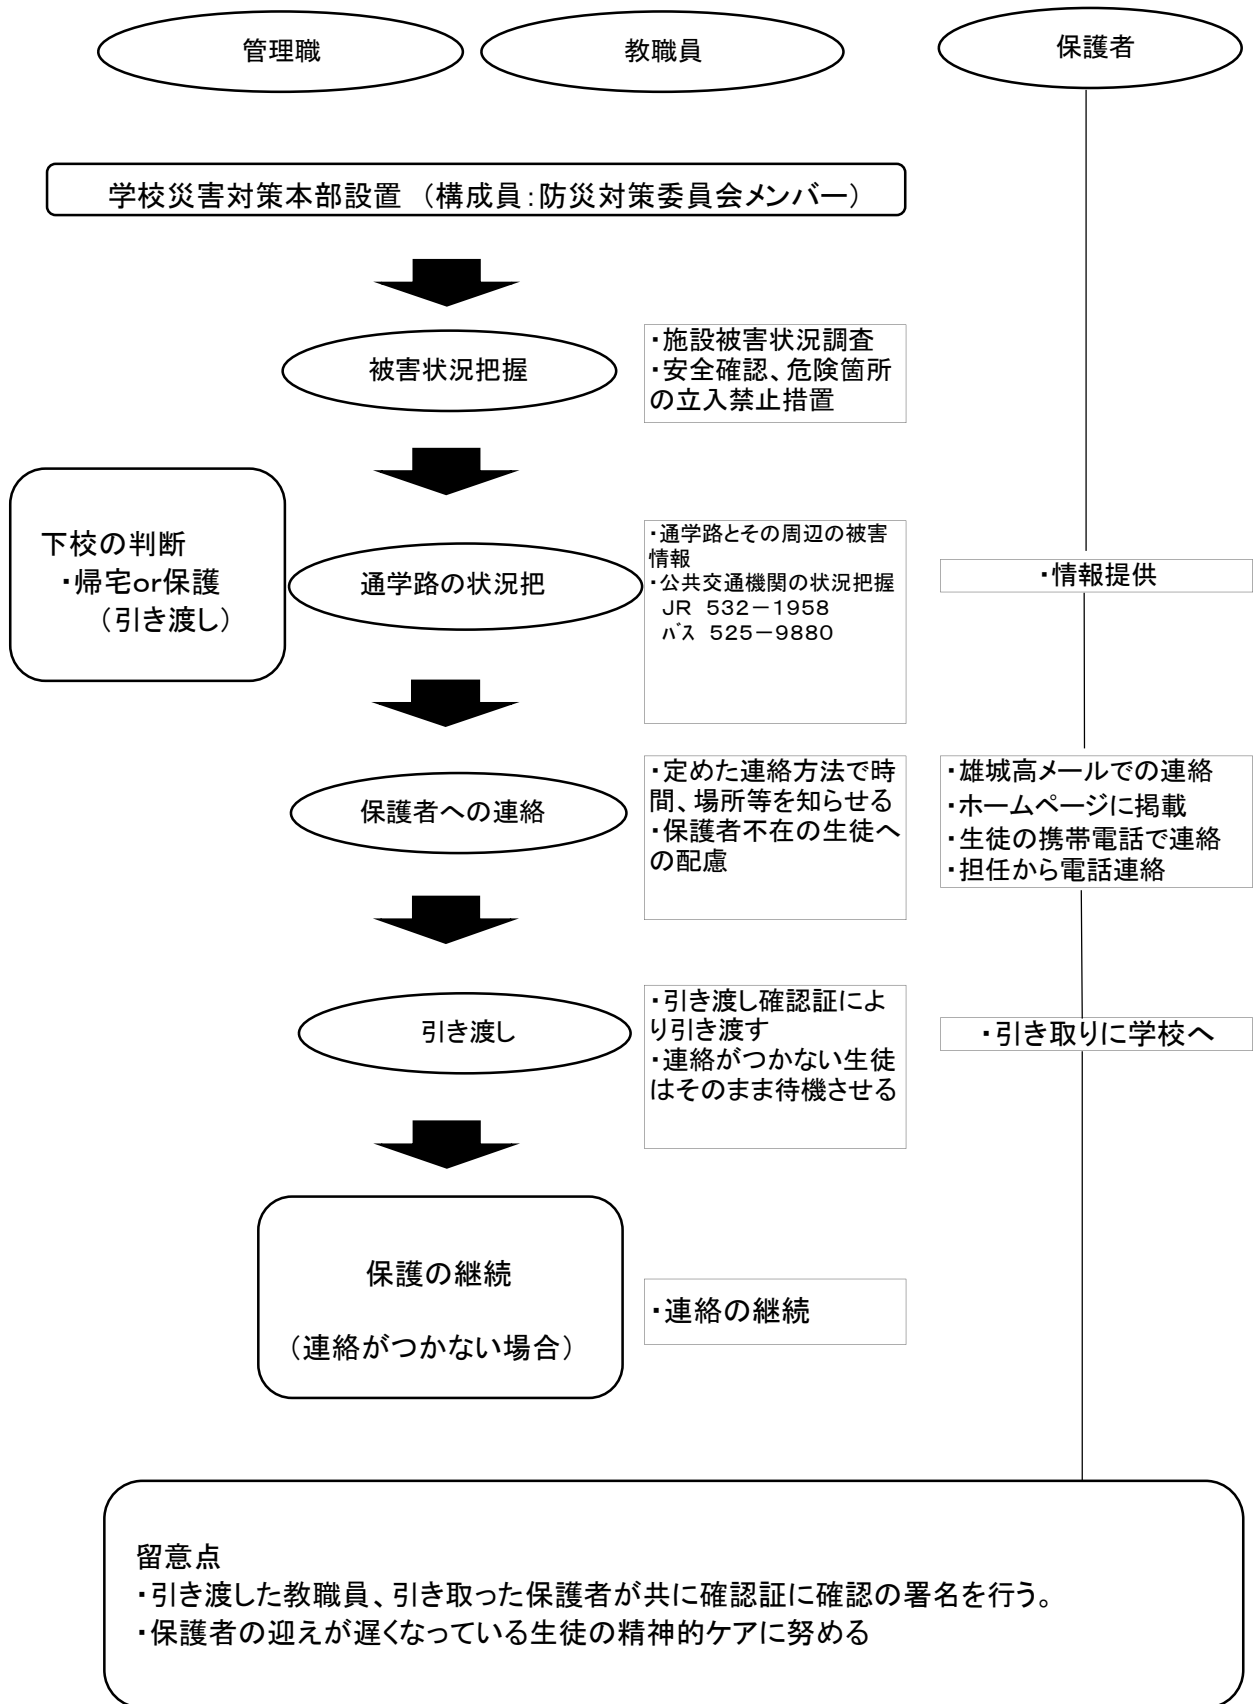 管理職
教職員
保護者
学校災害対策本部設置 （構成員：防災対策委員会メンバー）
被害状況把握
・施設被害状況調査
・安全確認、危険箇所
の立入禁止措置
下校の判断
・帰宅or保護
（引き渡し）
通学路の状況把
・通学路とその周辺の被害
情報
・公共交通機関の状況把握
ＪＲ ５３２－１９５８
ﾊﾞｽ ５２５－９８８０
・情報提供
保護者への連絡
・定めた連絡方法で時
間、場所等を知らせる
・保護者不在の生徒へ
の配慮
・雄城高メールでの連絡
・ホームページに掲載
・生徒の携帯電話で連絡
・担任から電話連絡
引き渡し
・引き渡し確認証によ
り引き渡す
・連絡がつかない生徒
はそのまま待機させる
・引き取りに学校へ
保護の継続
（連絡がつかない場合）
・連絡の継続
留意点
・引き渡した教職員、引き取った保護者が共に確認証に確認の署名を行う。
・保護者の迎えが遅くなっている生徒の精神的ケアに努める